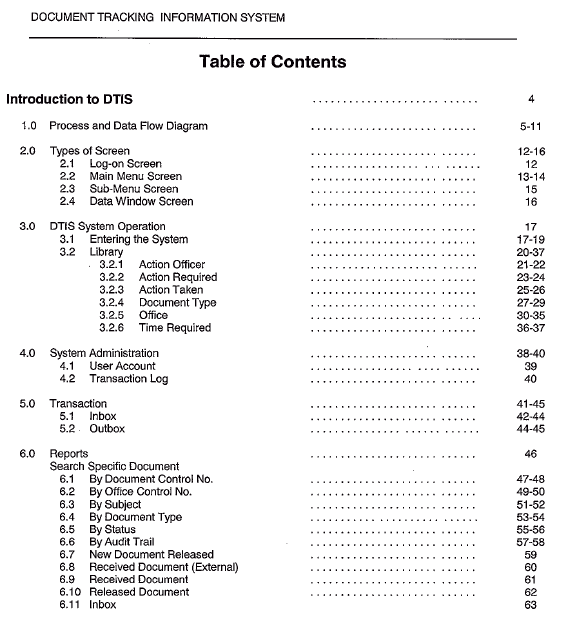 DOCUMENT TRACKING INFORMATION SYSTEM
Table of Contents
Introduction to DTIS ........................ 4
1.0 Process and Data Flow Diagram ........................ 5-11
2.0 Types of Screen ........................ 12-16
2.1 Log-on Screen ........................ 12
2.2 Main Menu Screen ........................ 13-14
2.3 Sub-Menu Screen ........................ 15
2.4 Data Window Screen ........................ 16
3.0 DTIS System Operation ........................ 17
3.1 Entering the System ........................ 17-19
3.2 Library ........................ 20-37
3.2.1 Action Officer ........................ 21-22
3.2.2 Action Required ........................ 23-24
3.2.3 Action Taken ........................ 25-26
3.2.4 Document Type ........................ 27-29
3.2.5 Office ........................ 30-35
3.2.6 Time Required ........................ 36-37
4.0 System Administration ........................ 38-40
4.1 User Account ........................ 39
4.2 Transaction Log ........................ 40
5.0 Transaction ........................ 41-45
5.1 Inbox ........................ 42-44
5.2 Outbox ........................ 44-45
6.0 Reports ........................ 46
Search Specific Document
6.1 By Document Control No. ........................ 47-48
6.2 By Office Control No. ........................ 49-50
6.3 By Subject ........................ 51-52
6.4 By Document Type ........................ 53-54
6.5 By Status ........................ 55-56
6.6 By Audit Trail ........................ 57-58
6.7 New Document Released ........................ 59
6.8 Received Document (External) ........................ 60
6.9 Received Document ........................ 61
6.10 Released Document ........................ 62
6.11 Inbox ........................ 63